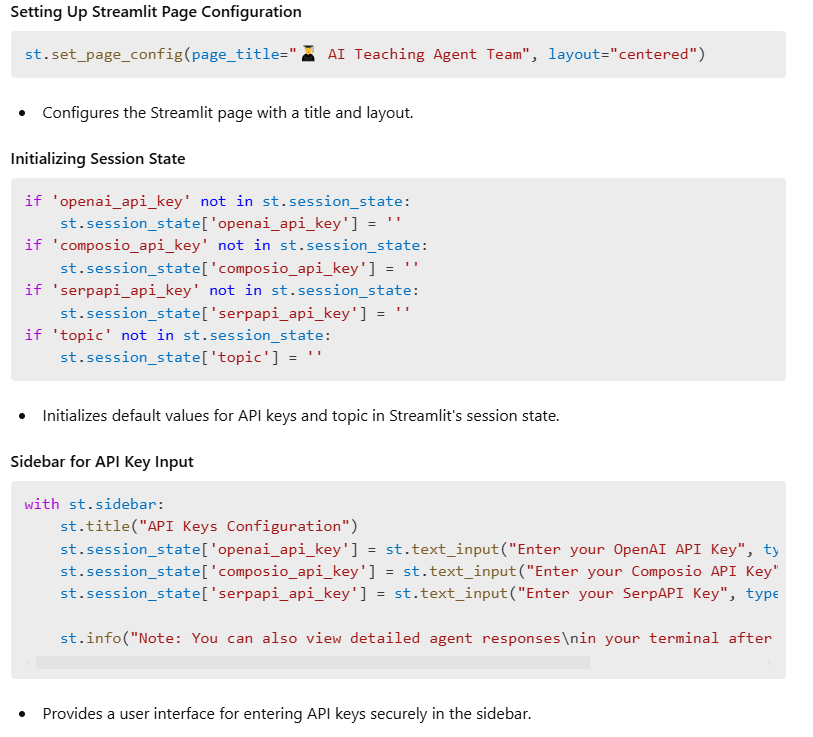 Setting Up Streamlit Page Configuration
st.set_page_config(page_title="👨‍🎓 AI Teaching Agent Team", layout="centered")
• Configures the Streamlit page with a title and layout.
Initializing Session State
if 'openai_api_key' not in st.session_state:
    st.session_state['openai_api_key'] = ''
if 'composio_api_key' not in st.session_state:
    st.session_state['composio_api_key'] = ''
if 'serpapi_api_key' not in st.session_state:
    st.session_state['serpapi_api_key'] = ''
if 'topic' not in st.session_state:
    st.session_state['topic'] = ''
• Initializes default values for API keys and topic in Streamlit's session state.
Sidebar for API Key Input
with st.sidebar:
    st.title("API Keys Configuration")
    st.session_state['openai_api_key'] = st.text_input("Enter your OpenAI API Key", ty
    st.session_state['composio_api_key'] = st.text_input("Enter your Composio API Key"
    st.session_state['serpapi_api_key'] = st.text_input("Enter your SerpAPI Key", type
    st.info("Note: You can also view detailed agent responses\nin your terminal after
• Provides a user interface for entering API keys securely in the sidebar.